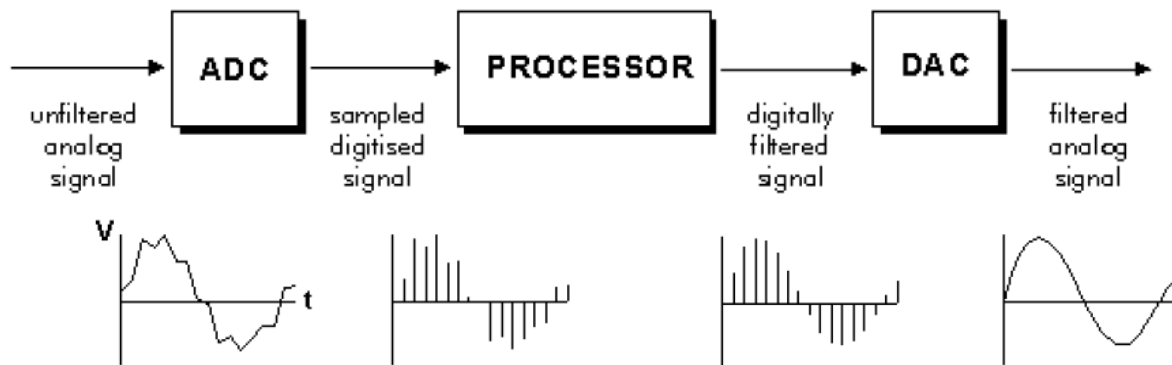 ADC
PROCESSOR
DAC
unfiltered
analog
signal
sampled
digitised
signal
digitally
filtered
signal
filtered
analog
signal
V
t